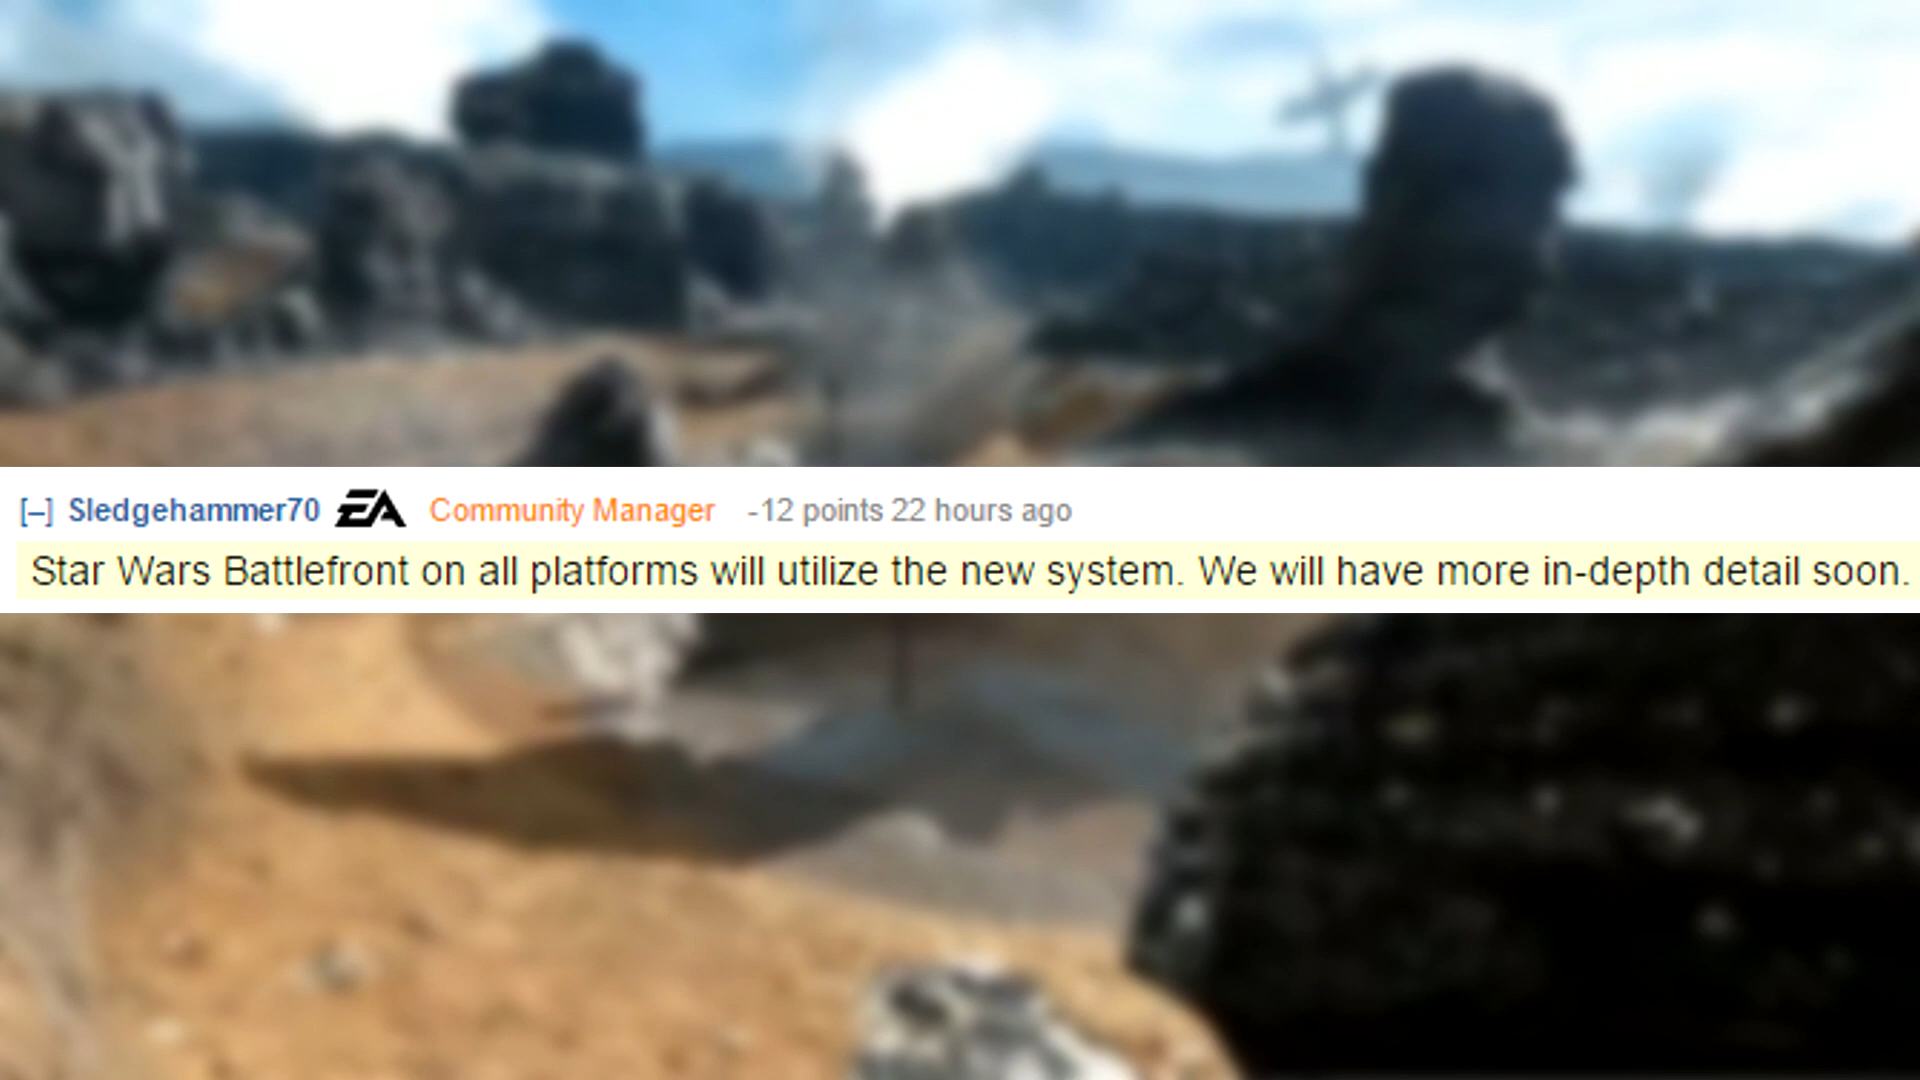 [–] Sledgehammer70 EA Community Manager -12 points 22 hours ago
Star Wars Battlefront on all platforms will utilize the new system. We will have more in-depth detail soon.